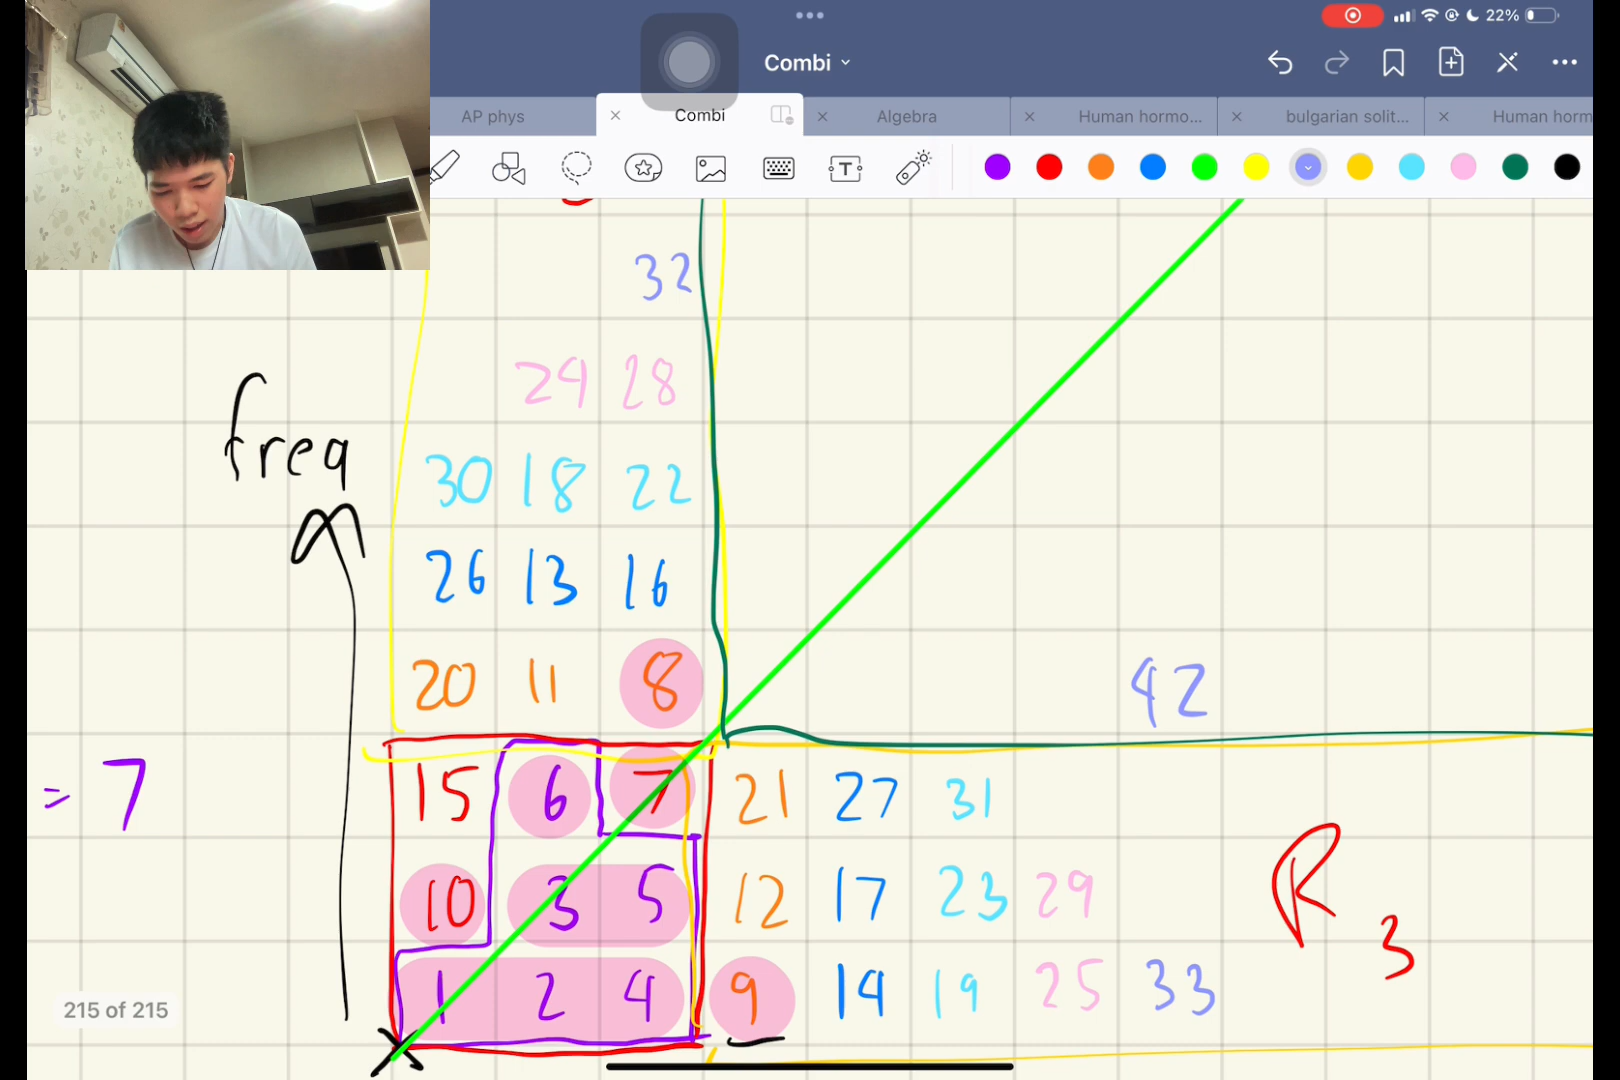 22%
Combi
AP phys
Combi
Algebra
Human hormo...
bulgarian solit...
Human horm
T
32
29 28
freq
30 18 22
26 13 16
20 11 8
42
= 7
15 6 7 21 27 31
10 3 5 12 17 23 29
R3
1 2 4 9 14 19 25 33
215 of 215